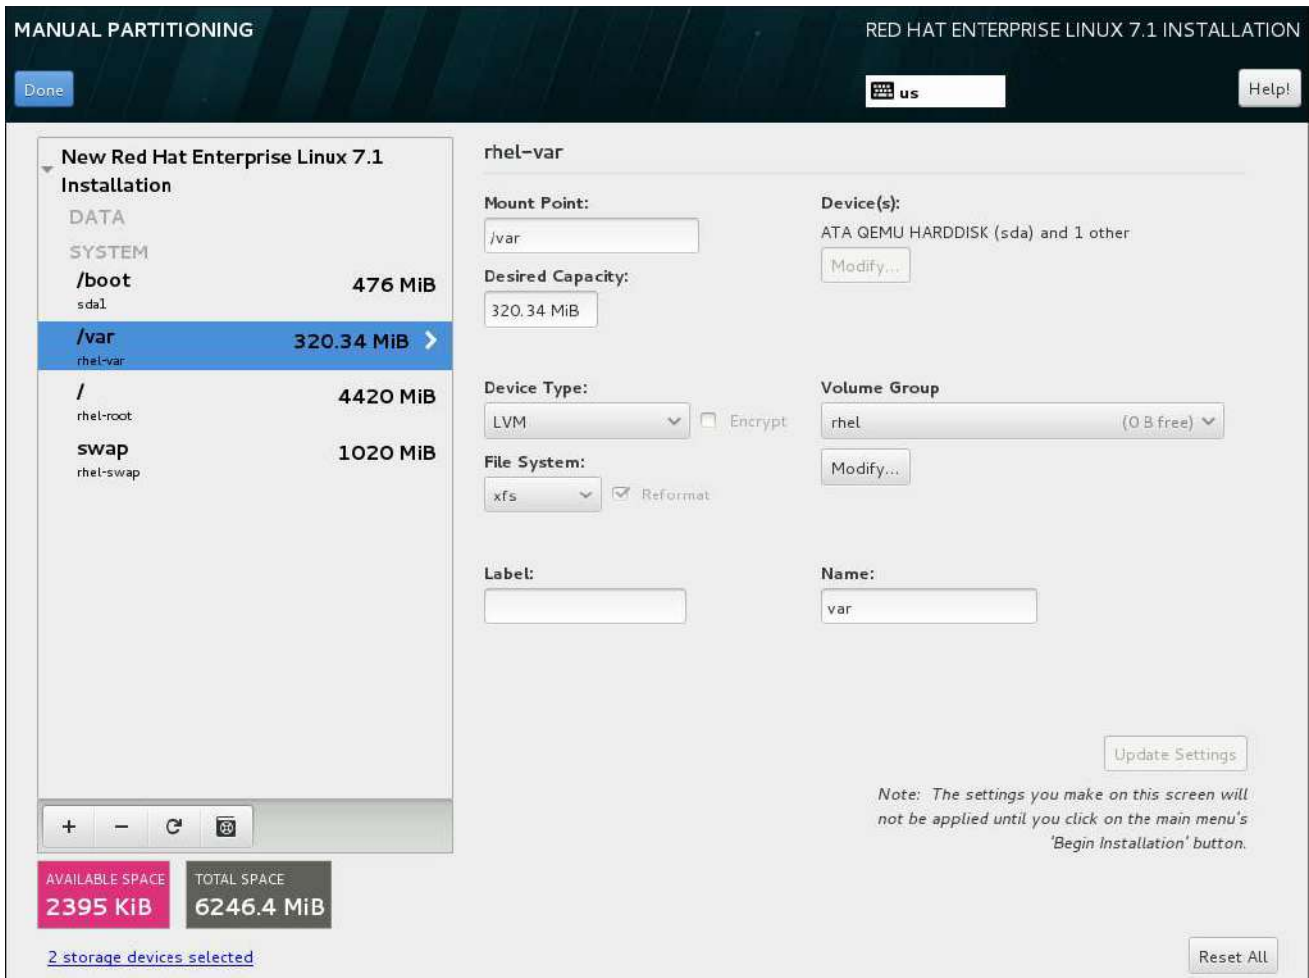 MANUAL PARTITIONING
RED HAT ENTERPRISE LINUX 7.1 INSTALLATION
Done
us
Help!
New Red Hat Enterprise Linux 7.1
Installation
DATA
SYSTEM
/boot 476 MiB
sda1
/var 320.34 MiB
rhel-var
/ 4420 MiB
rhel-root
swap 1020 MiB
rhel-swap
rhel-var
Mount Point:
/var
Device(s):
ATA QEMU HARDDISK (sda) and 1 other
Modify...
Desired Capacity:
320.34 MiB
Device Type:
LVM
Encrypt
Volume Group
rhel (0 B free)
Modify...
File System:
xfs
Reformat
Label:
Name:
var
Update Settings
Note: The settings you make on this screen will
not be applied until you click on the main menu's
'Begin Installation' button.
+ -
AVAILABLE SPACE
2395 KiB
TOTAL SPACE
6246.4 MiB
2 storage devices selected
Reset All